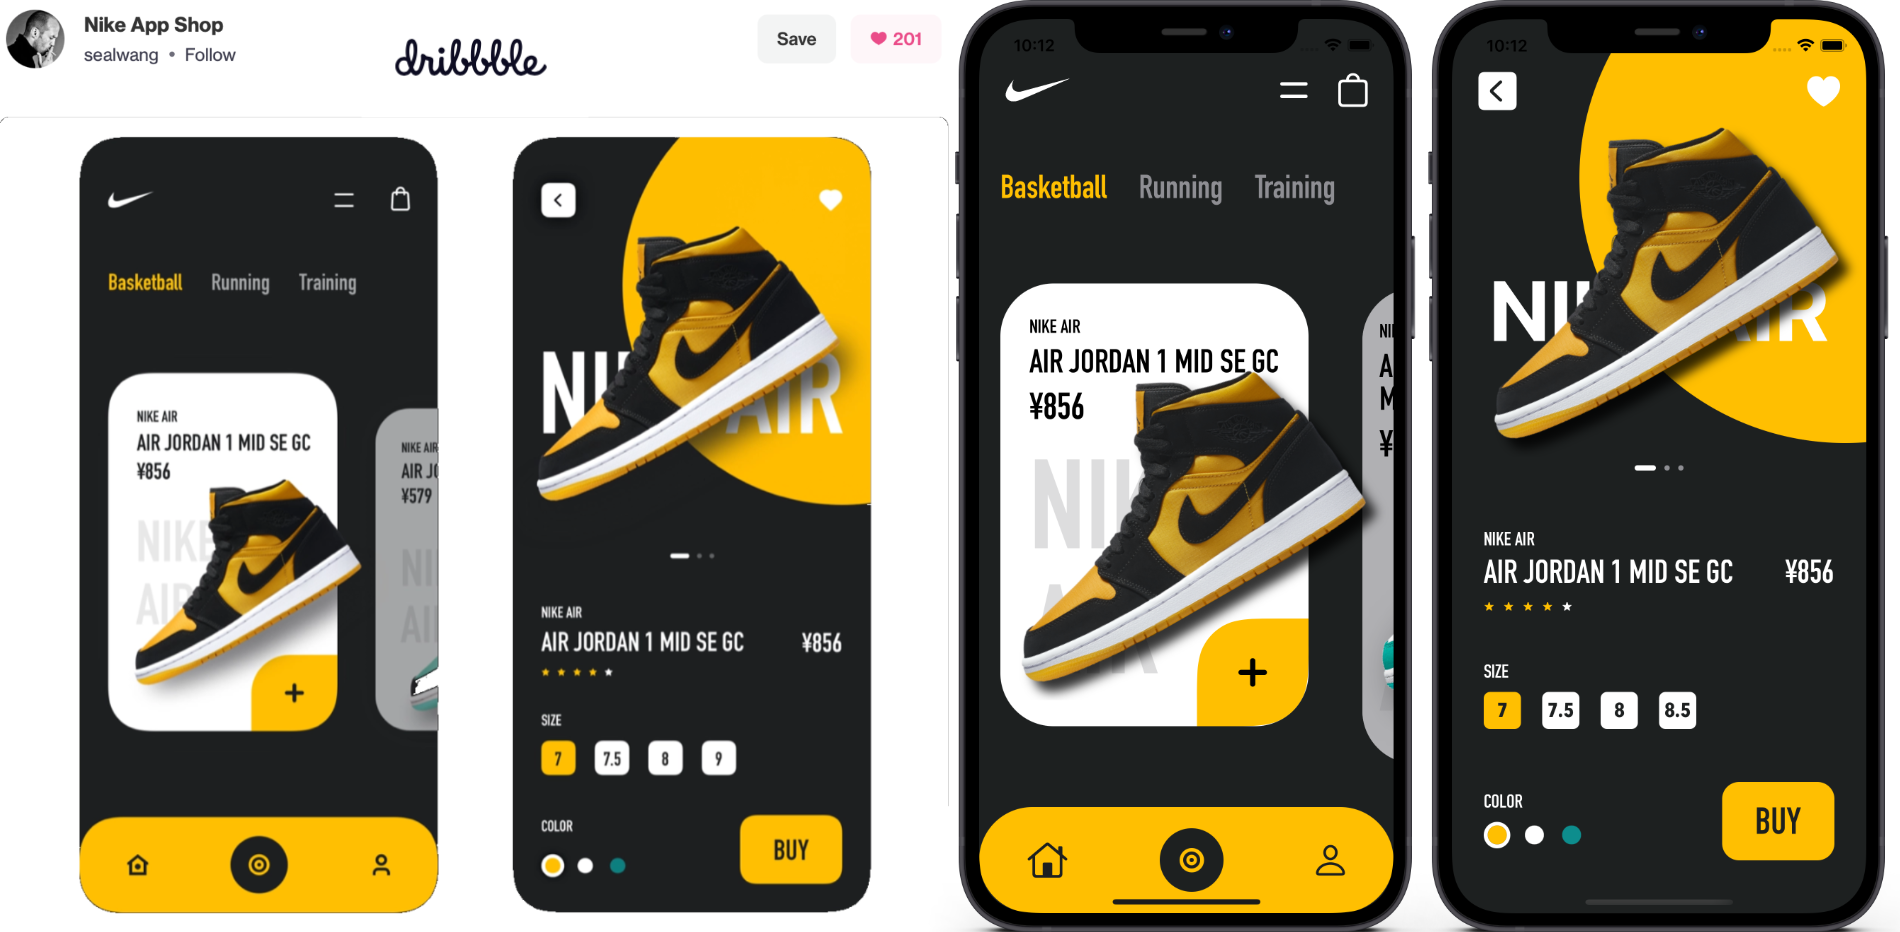 Nike App Shop
sealwang • Follow
dribbble
Save
201
Basketball Running Training
NIKE AIR
AIR JORDAN 1 MID SE GC
¥856
NIKE
AIR
+
NIKE AIR
AIR J
¥579
NI
AI
NI AIR
NIKE AIR
AIR JORDAN 1 MID SE GC ¥856
SIZE
7 7.5 8 9
COLOR
BUY
10:12
Basketball Running Training
NIKE AIR
AIR JORDAN 1 MID SE GC
¥856
NI
+
NI
A
M
¥
10:12
NI IR
NIKE AIR
AIR JORDAN 1 MID SE GC ¥856
SIZE
7 7.5 8 8.5
COLOR
BUY